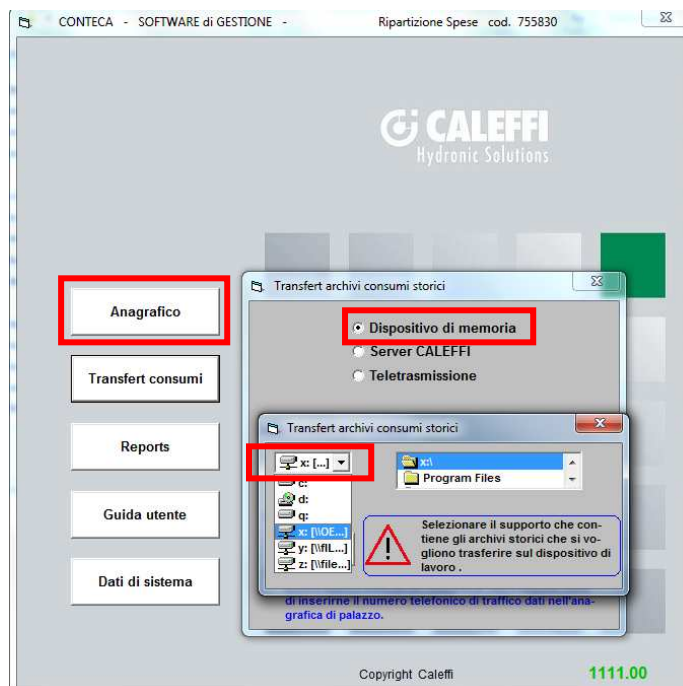 CONTECA - SOFTWARE di GESTIONE - Ripartizione Spese cod. 755830
CALEFFI
Hydronic Solutions
Anagrafico
Transfert consumi
Reports
Guida utente
Dati di sistema
Transfert archivi consumi storici
Dispositivo di memoria
Server CALEFFI
Teletrasmissione
Transfert archivi consumi storici
x: [...]
c:
d:
q:
x: [\\OE...]
y: [\\fIL...]
z: [\\file...]
x:\
Program Files
Selezionare il supporto che con-
tiene gli archivi storici che si vo-
gliono trasferire sul dispositivo di
lavoro .
di inserirne il numero telefonico di traffico dati nell'ana-
grafica di palazzo.
Copyright Caleffi
1111.00